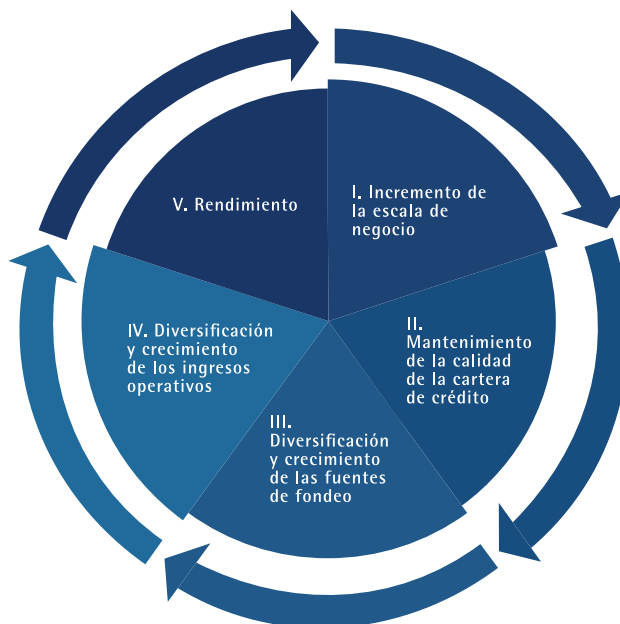 I. Incremento de
la escala de
negocio
II.
Mantenimiento
de la calidad
de la cartera
de crédito
III.
Diversificación
y crecimiento
de las fuentes
de fondeo
IV. Diversificación
y crecimiento
de los ingresos
operativos
V. Rendimiento